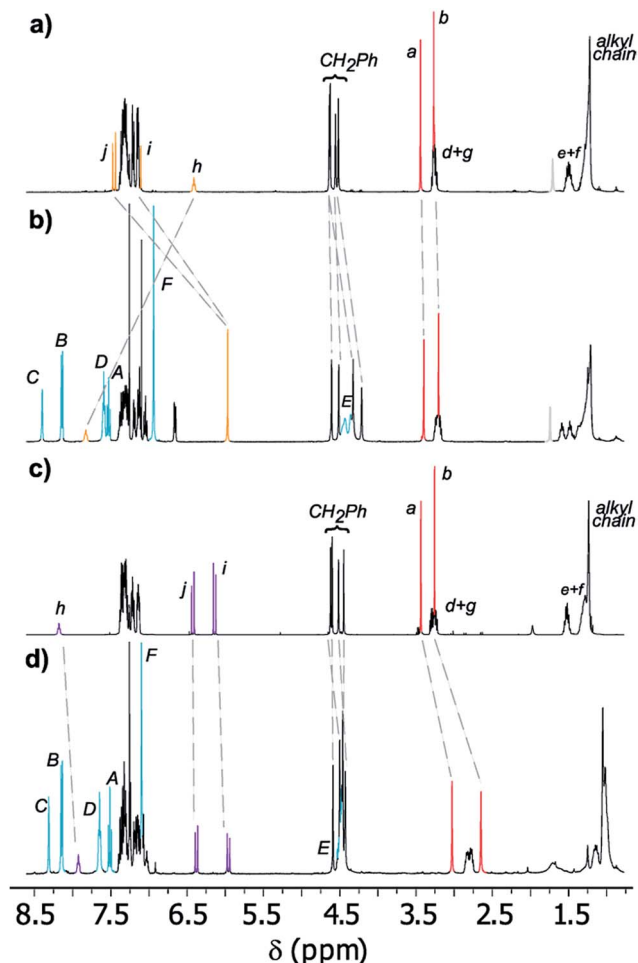 a)
CH2Ph
a
b
alkyl
chain
j
i
h
d+g
e+f
b)
F
B
C
D
A
E
c)
CH2Ph
a
b
alkyl
chain
h
j
i
d+g
e+f
d)
F
B
C
D
A
E
8.5 7.5 6.5 5.5 4.5 3.5 2.5 1.5
δ (ppm)